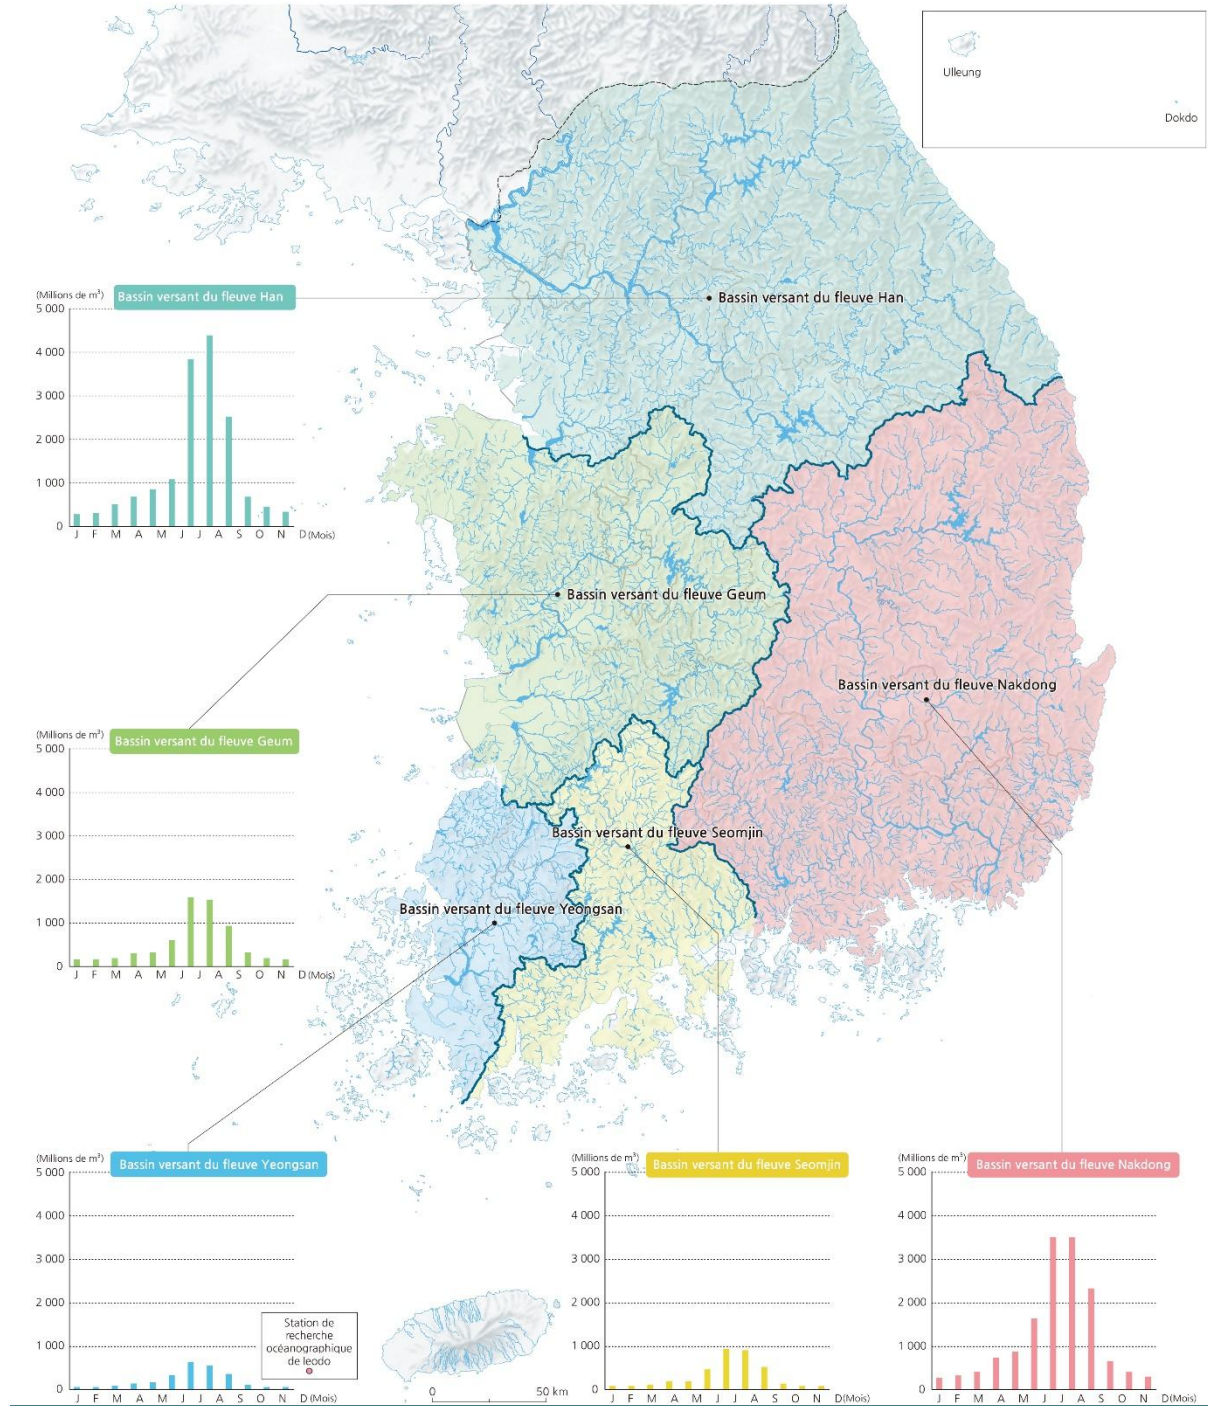 Ulleung
Dokdo
(Millions de m³)
Bassin versant du fleuve Han
5 000
4 000
3 000
2 000
1 000
0
J F M A M J J A S O N D (Mois)
Bassin versant du fleuve Han
Bassin versant du fleuve Geum
Bassin versant du fleuve Nakdong
(Millions de m³)
Bassin versant du fleuve Geum
5 000
4 000
3 000
2 000
1 000
0
J F M A M J J A S O N D (Mois)
Bassin versant du fleuve Seomjin
Bassin versant du fleuve Yeongsan
(Millions de m³)
Bassin versant du fleuve Yeongsan
5 000
4 000
3 000
2 000
1 000
0
J F M A M J J A S O N D (Mois)
Station de
recherche
océanographique
de Ieodo
0 50 km
(Millions de m³)
Bassin versant du fleuve Seomjin
5 000
4 000
3 000
2 000
1 000
0
J F M A M J J A S O N D (Mois)
(Millions de m³)
Bassin versant du fleuve Nakdong
5 000
4 000
3 000
2 000
1 000
0
J F M A M J J A S O N D (Mois)